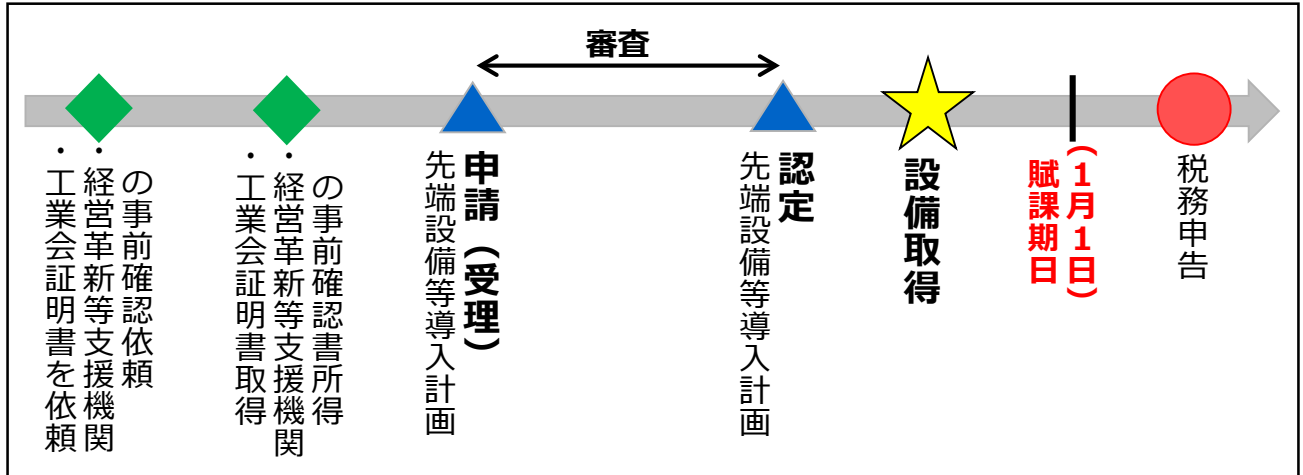 審査
・工業会証明書を依頼
・経営革新等支援機関
の事前確認依頼
・工業会証明書取得
・経営革新等支援機関
の事前確認書所得
先端設備等導入計画
申請（受理）
先端設備等導入計画
認定
設備取得
賦課期日
（1月1日）
税務申告